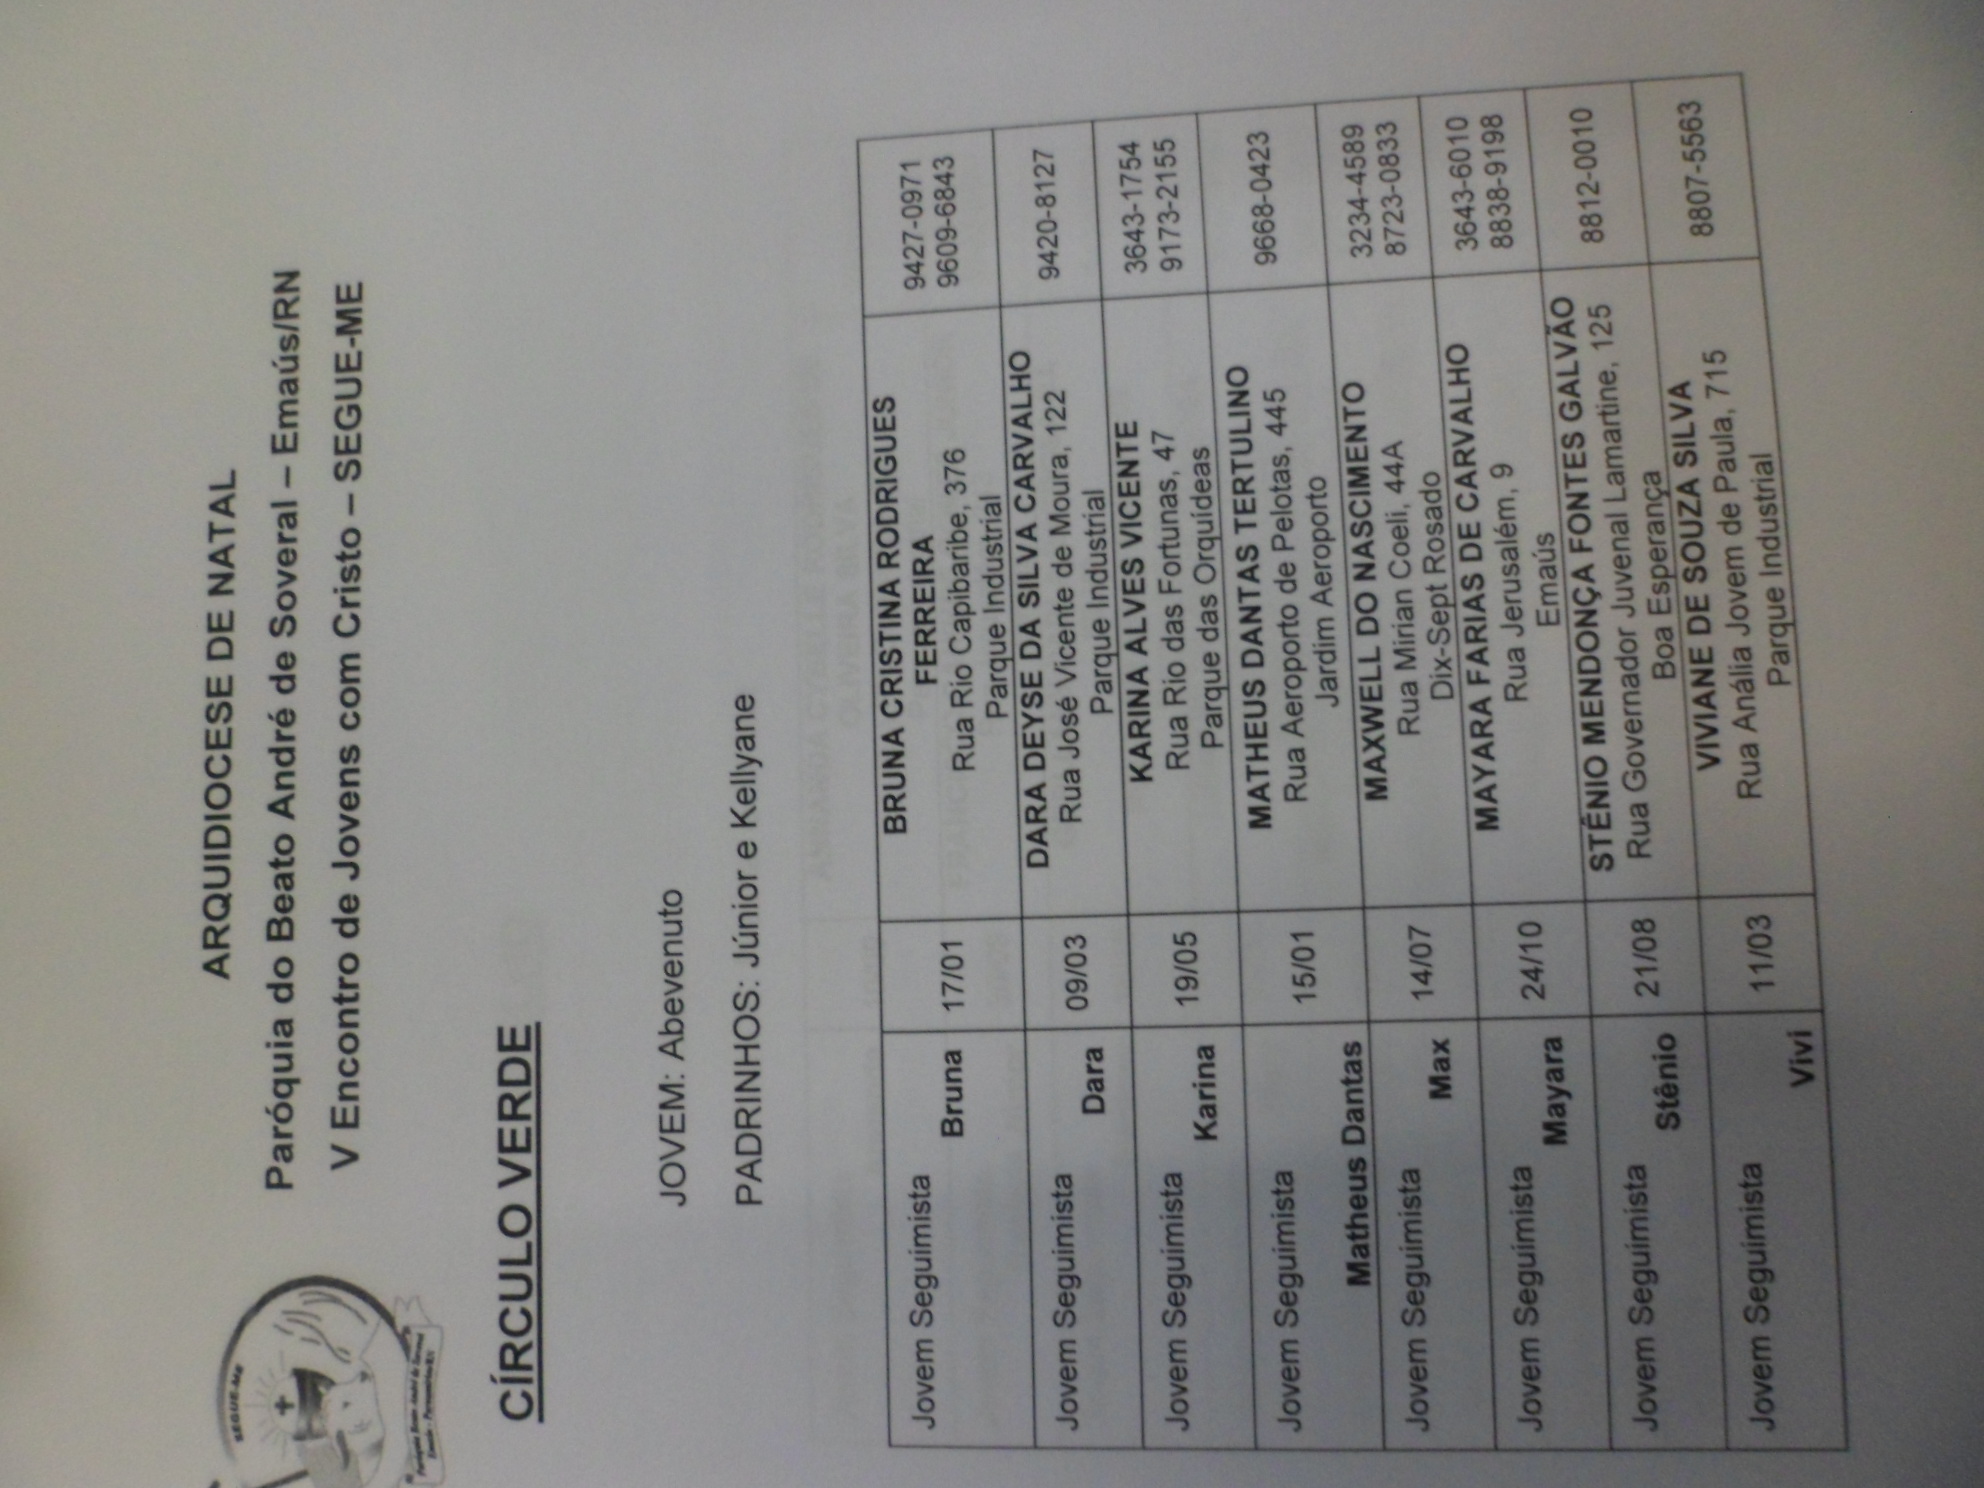 SEGUE-ME
ARQUIDIOCESE DE NATAL
Paróquia do Beato André de Soveral – Emaús/RN
V Encontro de Jovens com Cristo – SEGUE-ME
CÍRCULO VERDE
JOVEM: Abevenuto
PADRINHOS: Júnior e Kellyane
Jovem Seguimista
Bruna
17/01
BRUNA CRISTINA RODRIGUES
FERREIRA
Rua Rio Capibaribe, 376
Parque Industrial
9427-0971
9609-6843
Jovem Seguimista
Dara
09/03
DARA DEYSE DA SILVA CARVALHO
Rua José Vicente de Moura, 122
Parque Industrial
9420-8127
Jovem Seguimista
Karina
19/05
KARINA ALVES VICENTE
Rua Rio das Fortunas, 47
Parque das Orquídeas
3643-1754
9173-2155
Jovem Seguimista
Matheus Dantas
15/01
MATHEUS DANTAS TERTULINO
Rua Aeroporto de Pelotas, 445
Jardim Aeroporto
9668-0423
Jovem Seguimista
Max
14/07
MAXWELL DO NASCIMENTO
Rua Mirian Coeli, 44A
Dix-Sept Rosado
3234-4589
8723-0833
Jovem Seguimista
Mayara
24/10
MAYARA FARIAS DE CARVALHO
Rua Jerusalém, 9
Emaús
3643-6010
8838-9198
Jovem Seguimista
Stênio
21/08
STÊNIO MENDONÇA FONTES GALVÃO
Rua Governador Juvenal Lamartine, 125
Boa Esperança
8812-0010
Jovem Seguimista
Vivi
11/03
VIVIANE DE SOUZA SILVA
Rua Anália Jovem de Paula, 715
Parque Industrial
8807-5563